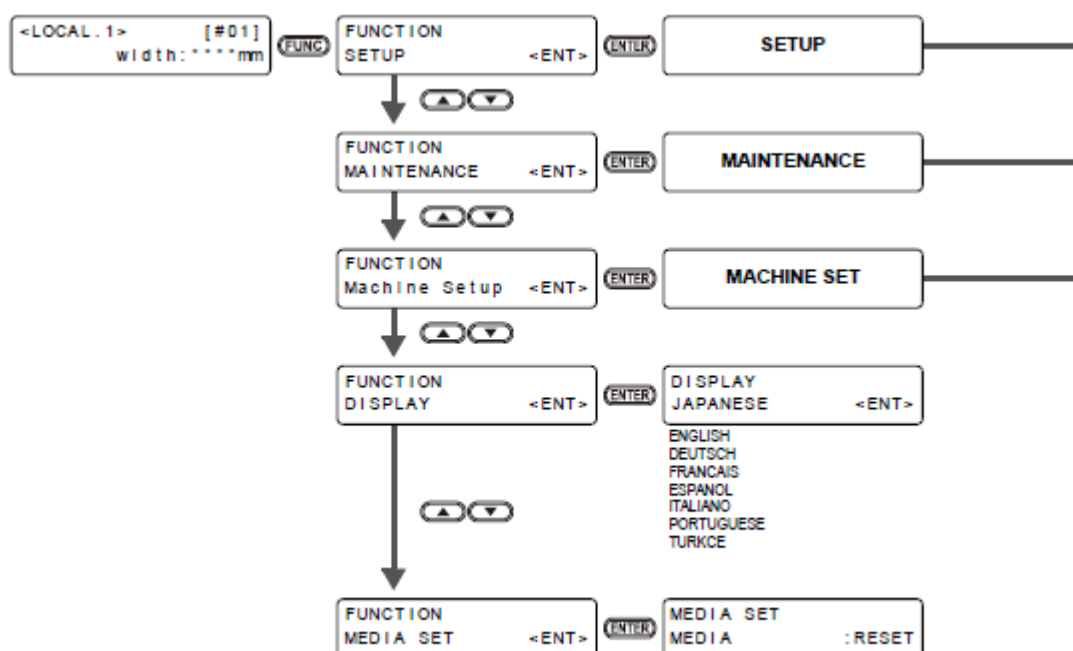 <LOCAL.1> [#01]
width:****mm
FUNC
FUNCTION
SETUP <ENT>
ENTER
SETUP
FUNCTION
MAINTENANCE <ENT>
ENTER
MAINTENANCE
FUNCTION
Machine Setup <ENT>
ENTER
MACHINE SET
FUNCTION
DISPLAY <ENT>
ENTER
DISPLAY
JAPANESE <ENT>
ENGLISH
DEUTSCH
FRANCAIS
ESPANOL
ITALIANO
PORTUGUESE
TURKCE
FUNCTION
MEDIA SET <ENT>
ENTER
MEDIA SET
MEDIA :RESET